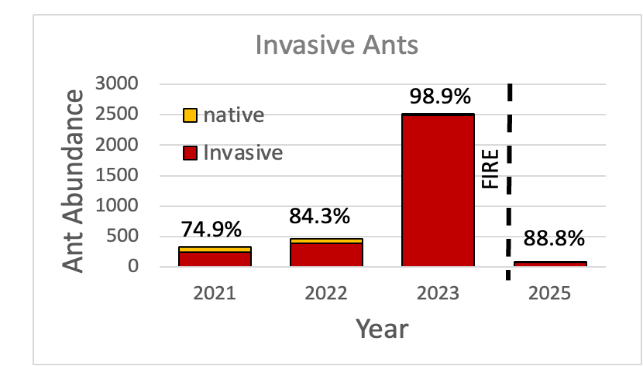 Invasive Ants
Ant Abundance
3000
2500
2000
1500
1000
500
0
native
Invasive
74.9%
84.3%
98.9%
FIRE
88.8%
2021
2022
2023
2025
Year